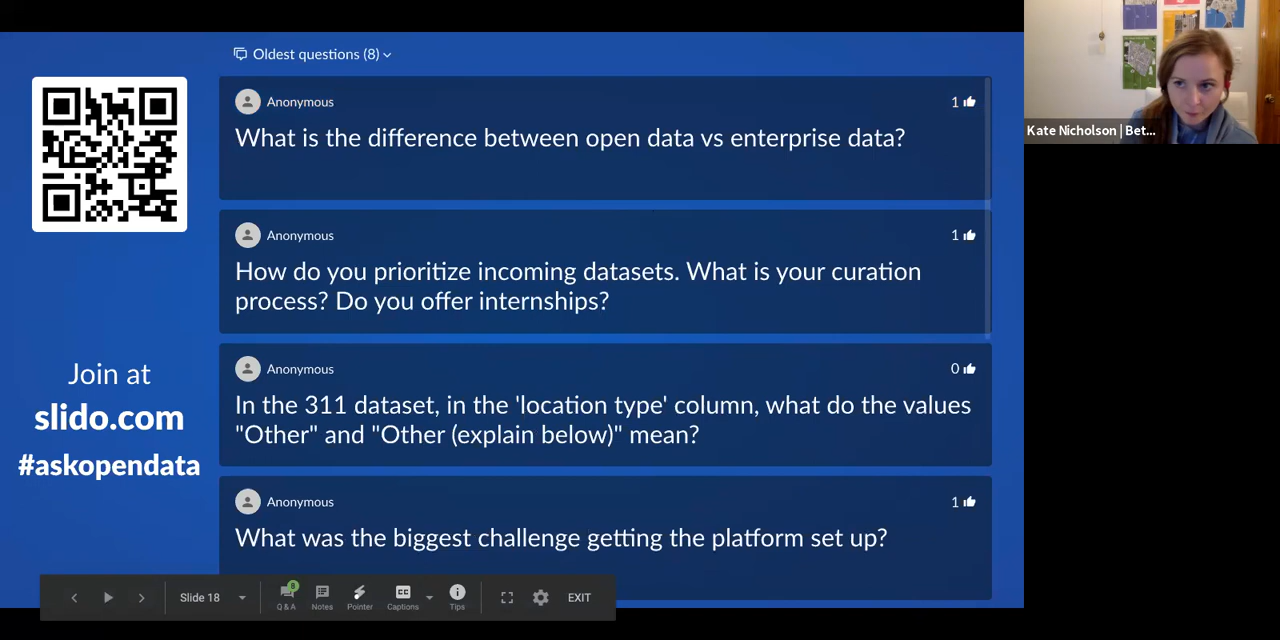 Oldest questions (8)
Anonymous
1
What is the difference between open data vs enterprise data?
Anonymous
1
How do you prioritize incoming datasets. What is your curation
process? Do you offer internships?
Anonymous
0
In the 311 dataset, in the 'location type' column, what do the values
"Other" and "Other (explain below)" mean?
Anonymous
1
What was the biggest challenge getting the platform set up?
Join at
slido.com
#askopendata
Slide 18
8
Q & A
Notes
Pointer
CC
Captions
Tips
EXIT
Kate Nicholson | Bet...